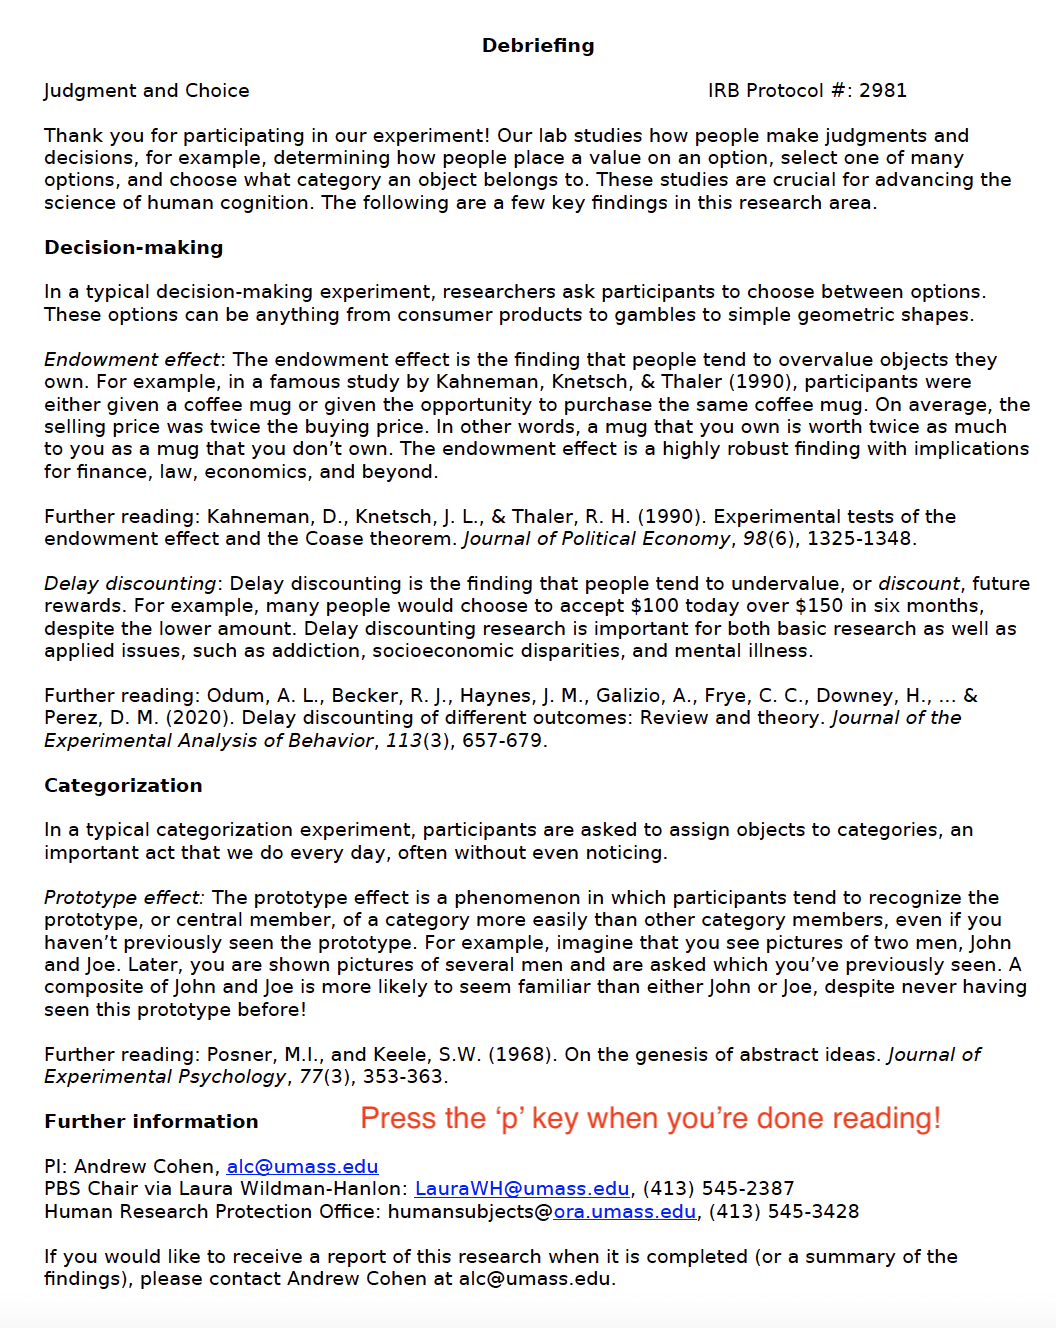 Debriefing
Judgment and Choice IRB Protocol #: 2981
Thank you for participating in our experiment! Our lab studies how people make judgments and
decisions, for example, determining how people place a value on an option, select one of many
options, and choose what category an object belongs to. These studies are crucial for advancing the
science of human cognition. The following are a few key findings in this research area.
Decision-making
In a typical decision-making experiment, researchers ask participants to choose between options.
These options can be anything from consumer products to gambles to simple geometric shapes.
Endowment effect: The endowment effect is the finding that people tend to overvalue objects they
own. For example, in a famous study by Kahneman, Knetsch, & Thaler (1990), participants were
either given a coffee mug or given the opportunity to purchase the same coffee mug. On average, the
selling price was twice the buying price. In other words, a mug that you own is worth twice as much
to you as a mug that you don’t own. The endowment effect is a highly robust finding with implications
for finance, law, economics, and beyond.
Further reading: Kahneman, D., Knetsch, J. L., & Thaler, R. H. (1990). Experimental tests of the
endowment effect and the Coase theorem. Journal of Political Economy, 98(6), 1325-1348.
Delay discounting: Delay discounting is the finding that people tend to undervalue, or discount, future
rewards. For example, many people would choose to accept $100 today over $150 in six months,
despite the lower amount. Delay discounting research is important for both basic research as well as
applied issues, such as addiction, socioeconomic disparities, and mental illness.
Further reading: Odum, A. L., Becker, R. J., Haynes, J. M., Galizio, A., Frye, C. C., Downey, H., ... &
Perez, D. M. (2020). Delay discounting of different outcomes: Review and theory. Journal of the
Experimental Analysis of Behavior, 113(3), 657-679.
Categorization
In a typical categorization experiment, participants are asked to assign objects to categories, an
important act that we do every day, often without even noticing.
Prototype effect: The prototype effect is a phenomenon in which participants tend to recognize the
prototype, or central member, of a category more easily than other category members, even if you
haven’t previously seen the prototype. For example, imagine that you see pictures of two men, John
and Joe. Later, you are shown pictures of several men and are asked which you’ve previously seen. A
composite of John and Joe is more likely to seem familiar than either John or Joe, despite never having
seen this prototype before!
Further reading: Posner, M.I., and Keele, S.W. (1968). On the genesis of abstract ideas. Journal of
Experimental Psychology, 77(3), 353-363.
Further information Press the ‘p’ key when you’re done reading!
PI: Andrew Cohen, alc@umass.edu
PBS Chair via Laura Wildman-Hanlon: LauraWH@umass.edu, (413) 545-2387
Human Research Protection Office: humansubjects@ora.umass.edu, (413) 545-3428
If you would like to receive a report of this research when it is completed (or a summary of the
findings), please contact Andrew Cohen at alc@umass.edu.